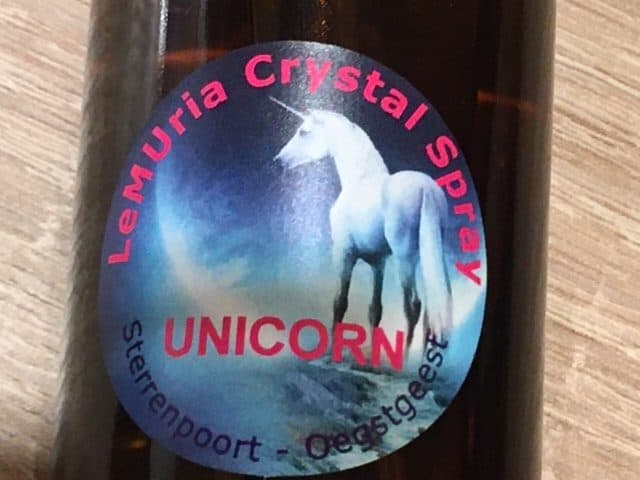 LeMUria Crystal Spray
UNICORN
Sterrenpoort - Oegstgeest